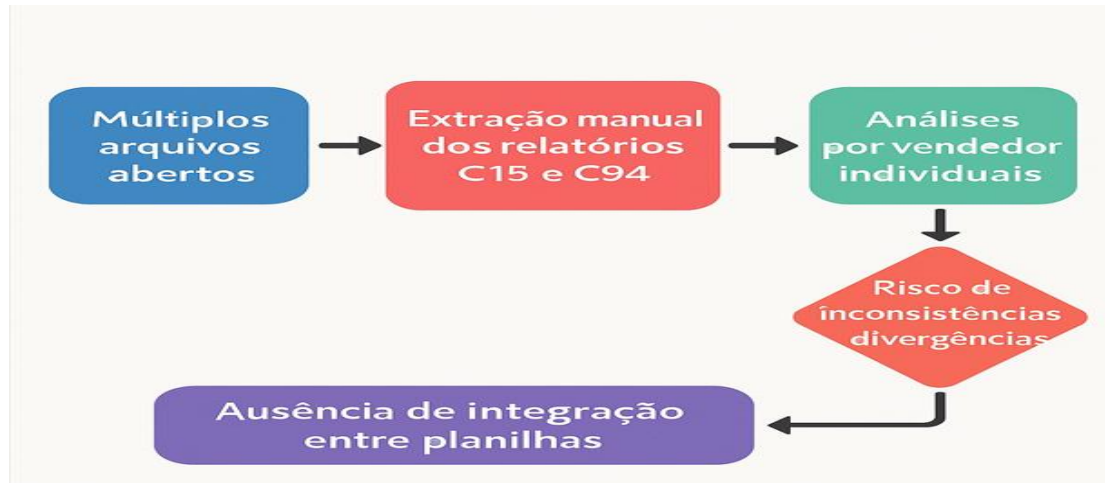 Múltiplos
arquivos
abertos
Extração manual
dos relatórios
C15 e C94
Análises
por vendedor
individuais
Risco de
inconsistências
divergências
Ausência de integração
entre planilhas